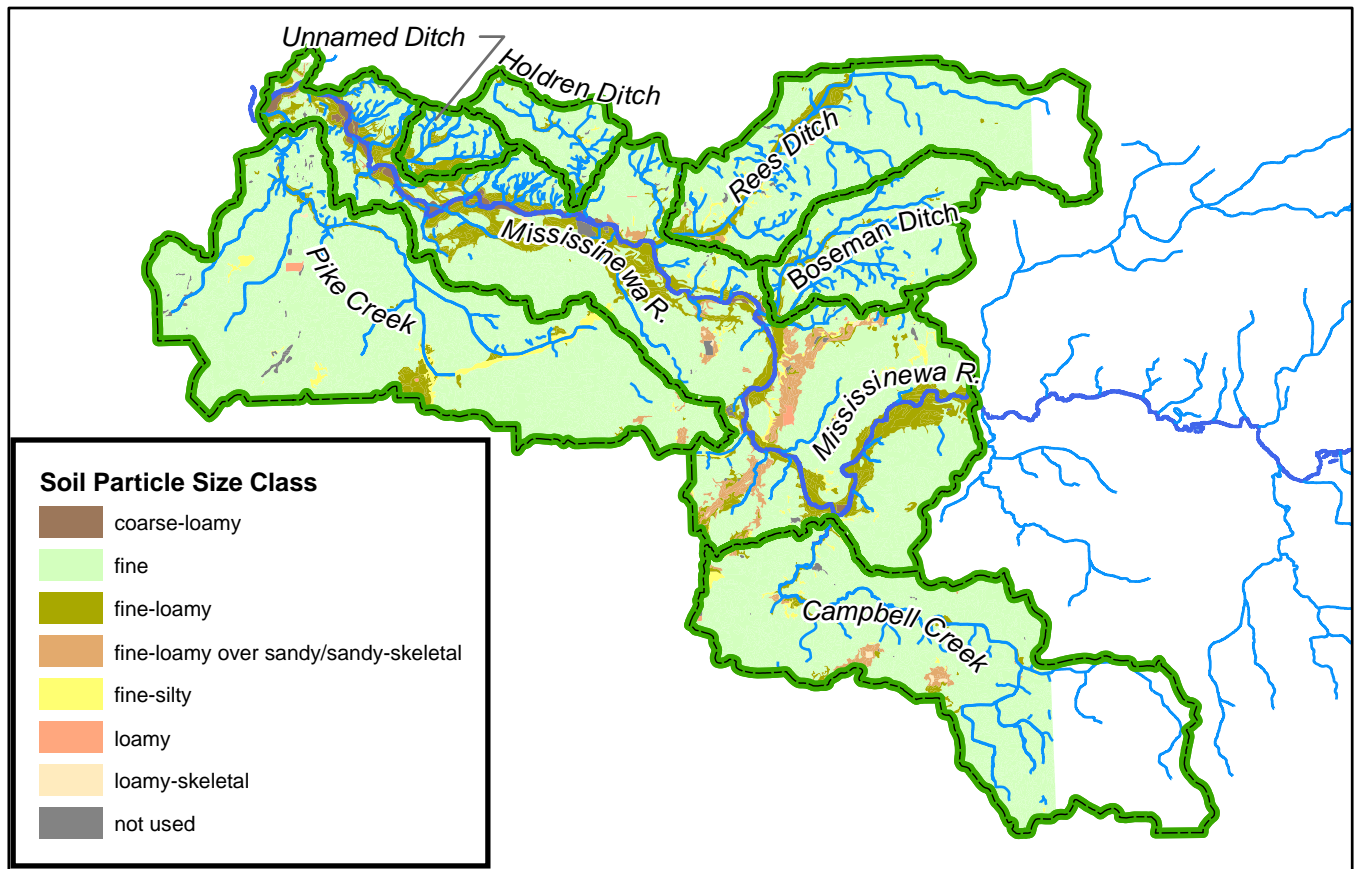 Unnamed Ditch
Holdren Ditch
Rees Ditch
Boseman Ditch
Mississinewa R.
Pike Creek
Mississinewa R.
Campbell Creek
Soil Particle Size Class
coarse-loamy
fine
fine-loamy
fine-loamy over sandy/sandy-skeletal
fine-silty
loamy
loamy-skeletal
not used